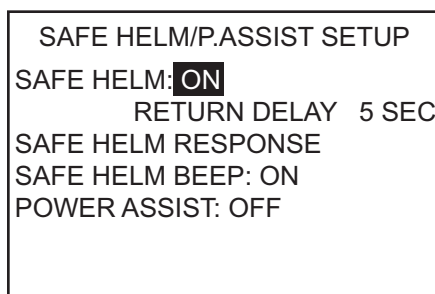 SAFE HELM/P.ASSIST SETUP
SAFE HELM: ON
RETURN DELAY 5 SEC
SAFE HELM RESPONSE
SAFE HELM BEEP: ON
POWER ASSIST: OFF